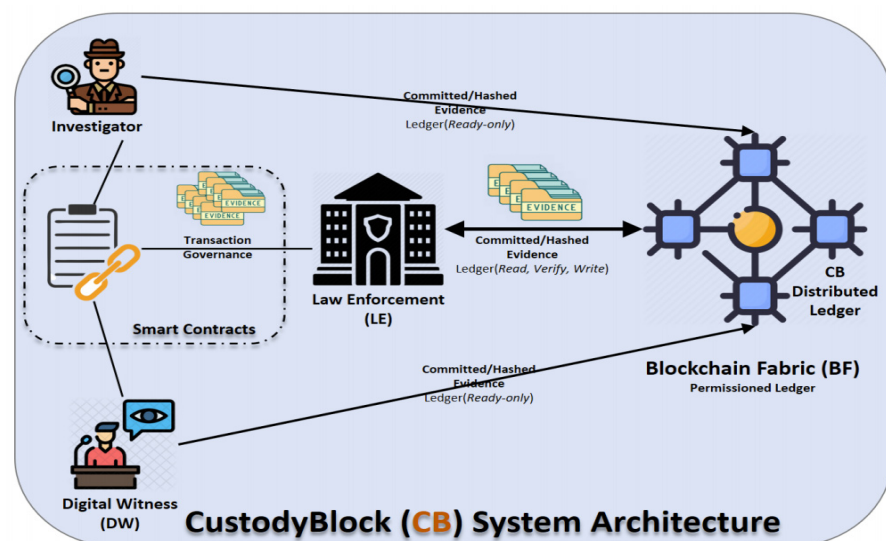 Investigator
Committed/Hashed
Evidence
Ledger(Ready-only)
EVIDENCE
Transaction
Governance
Smart Contracts
Law Enforcement
(LE)
EVIDENCE
Committed/Hashed
Evidence
Ledger(Read, Verify, Write)
CB
Distributed
Ledger
Blockchain Fabric (BF)
Permissioned Ledger
Committed/Hashed
Evidence
Ledger(Ready-only)
Digital Witness
(DW)
CustodyBlock (CB) System Architecture